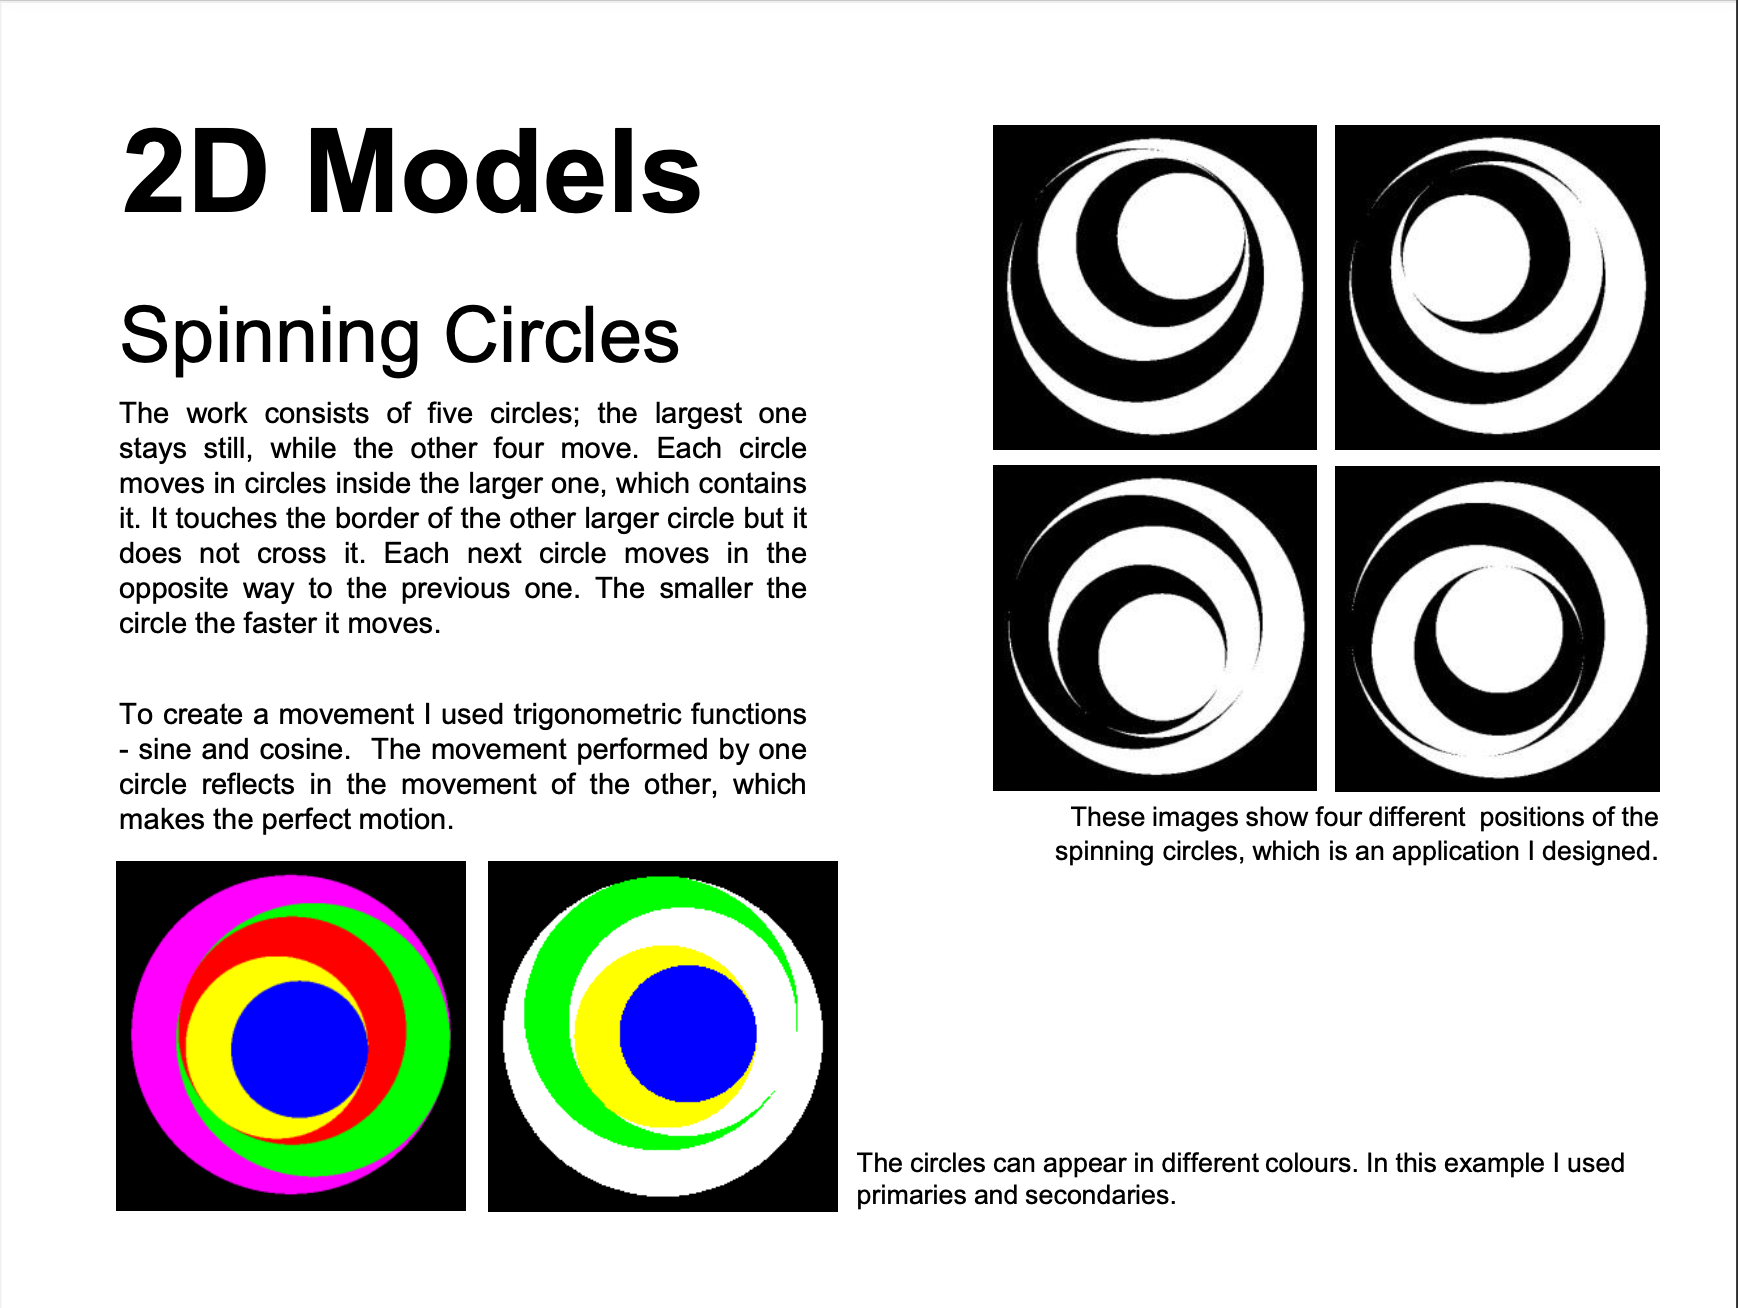 2D Models
Spinning Circles
The work consists of five circles; the largest one
stays still, while the other four move. Each circle
moves in circles inside the larger one, which contains
it. It touches the border of the other larger circle but it
does not cross it. Each next circle moves in the
opposite way to the previous one. The smaller the
circle the faster it moves.
To create a movement I used trigonometric functions
- sine and cosine.  The movement performed by one
circle reflects in the movement of the other, which
makes the perfect motion.
These images show four different  positions of the
spinning circles, which is an application I designed.
The circles can appear in different colours. In this example I used
primaries and secondaries.